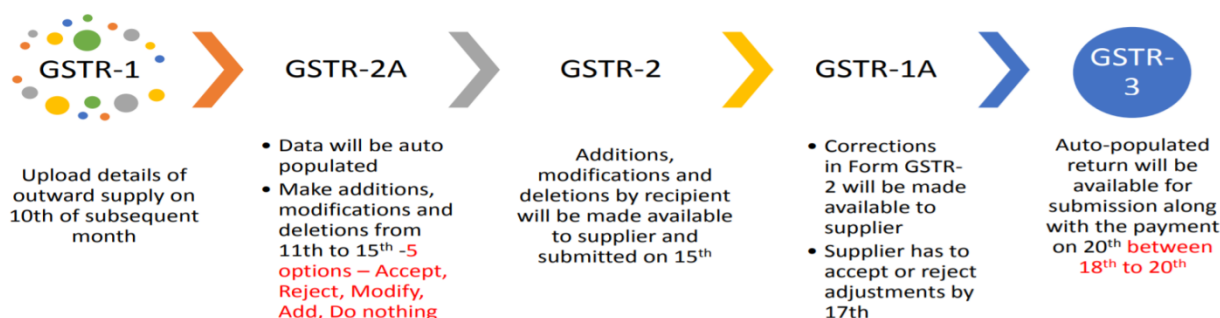 GSTR-1
Upload details of
outward supply on
10th of subsequent
month
GSTR-2A
• Data will be auto
populated
• Make additions,
modifications and
deletions from
11th to 15th -5
options – Accept,
Reject, Modify,
Add, Do nothing
GSTR-2
Additions,
modifications and
deletions by recipient
will be made available
to supplier and
submitted on 15th
GSTR-1A
• Corrections
in Form GSTR-
2 will be made
available to
supplier
• Supplier has to
accept or reject
adjustments by
17th
GSTR-
3
Auto-populated
return will be
available for
submission along
with the payment
on 20th between
18th to 20th